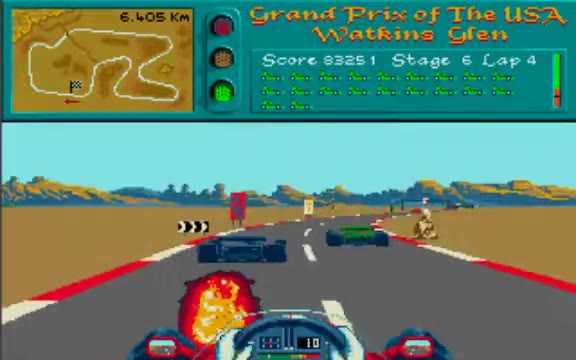 6.405 Km
Grand Prix of The USA
Watkins Glen
Score 83251 Stage 6 Lap 4
10